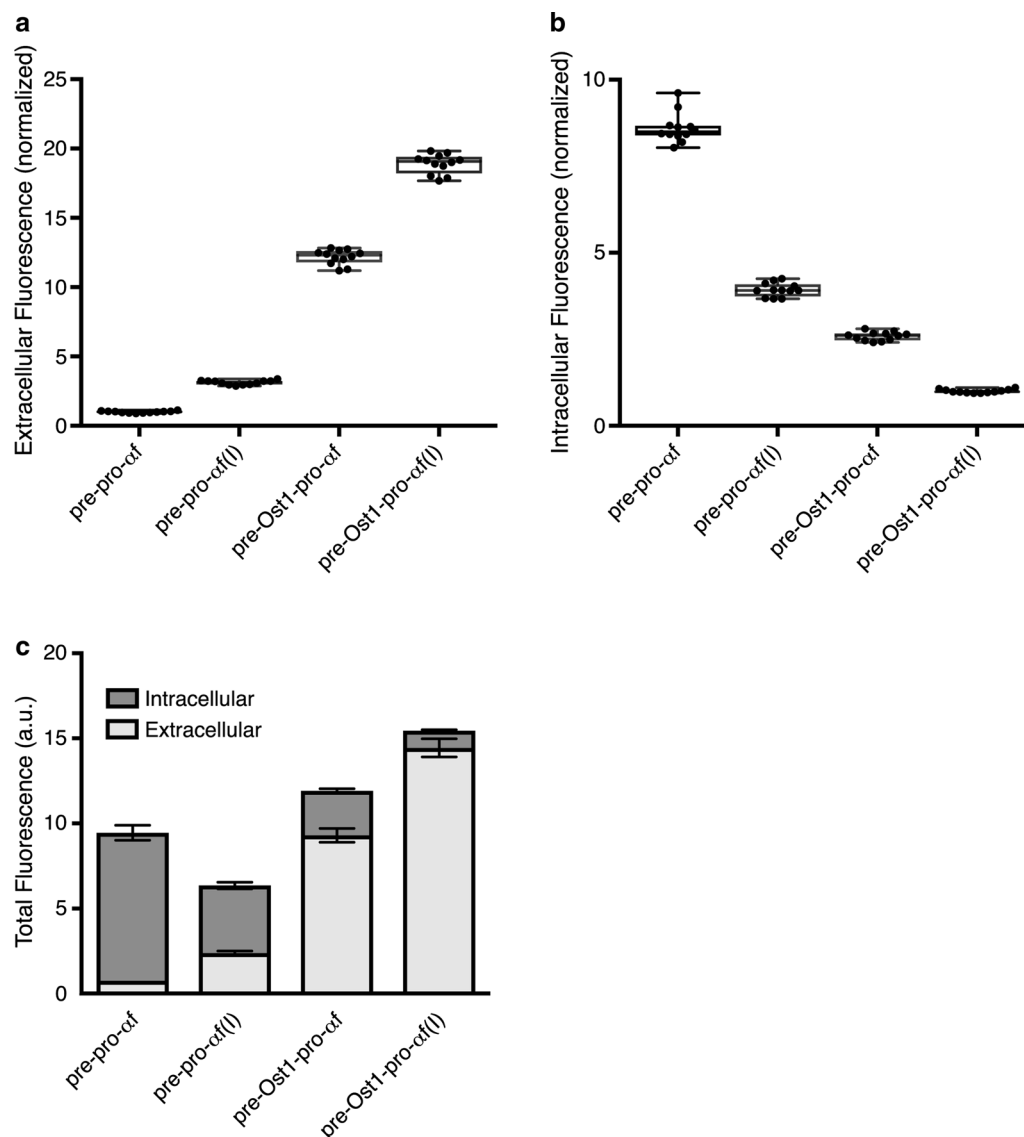 a
Extracellular Fluorescence (normalized)
25
20
15
10
5
0
pre-pro-αf
pre-pro-αf(I)
pre-Ost1-pro-αf
pre-Ost1-pro-αf(I)
b
Intracellular Fluorescence (normalized)
10
5
0
pre-pro-αf
pre-pro-αf(I)
pre-Ost1-pro-αf
pre-Ost1-pro-αf(I)
c
Total Fluorescence (a.u.)
20
15
10
5
0
Intracellular
Extracellular
pre-pro-αf
pre-pro-αf(I)
pre-Ost1-pro-αf
pre-Ost1-pro-αf(I)